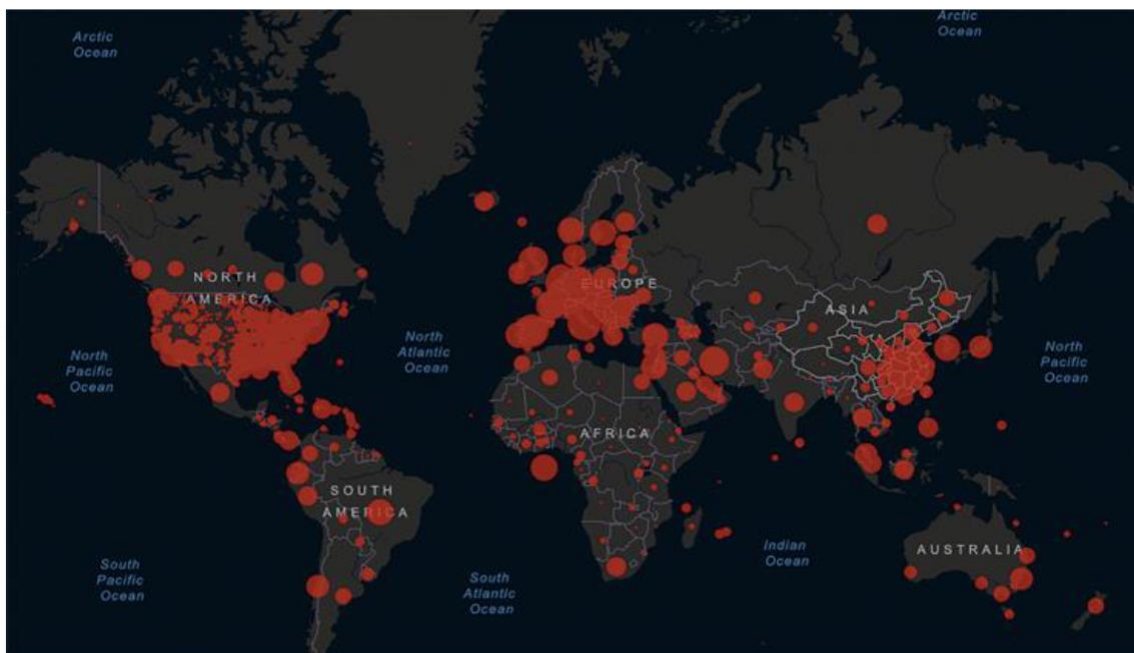 Arctic
Ocean
Arctic
Ocean
NORTH
AMERICA
EUROPE
ASIA
North
Pacific
Ocean
North
Atlantic
Ocean
North
Pacific
Ocean
AFRICA
SOUTH
AMERICA
Indian
Ocean
AUSTRALIA
South
Pacific
Ocean
South
Atlantic
Ocean